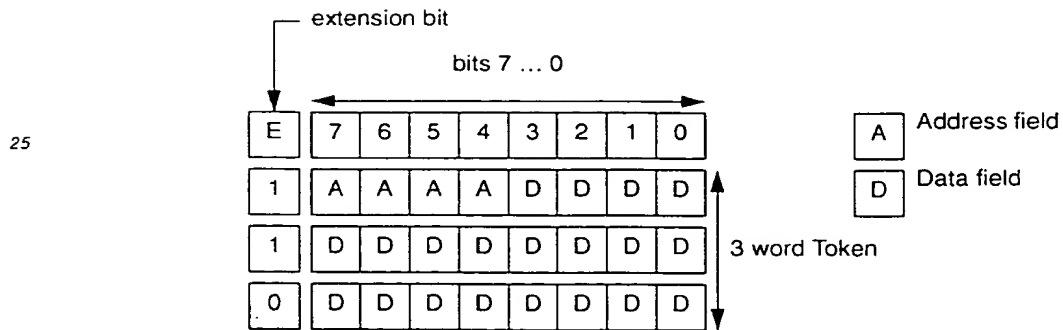 extension bit
bits 7 ... 0
25
E 7 6 5 4 3 2 1 0
A Address field
1 A A A A D D D D
D Data field
1 D D D D D D D D
3 word Token
0 D D D D D D D D